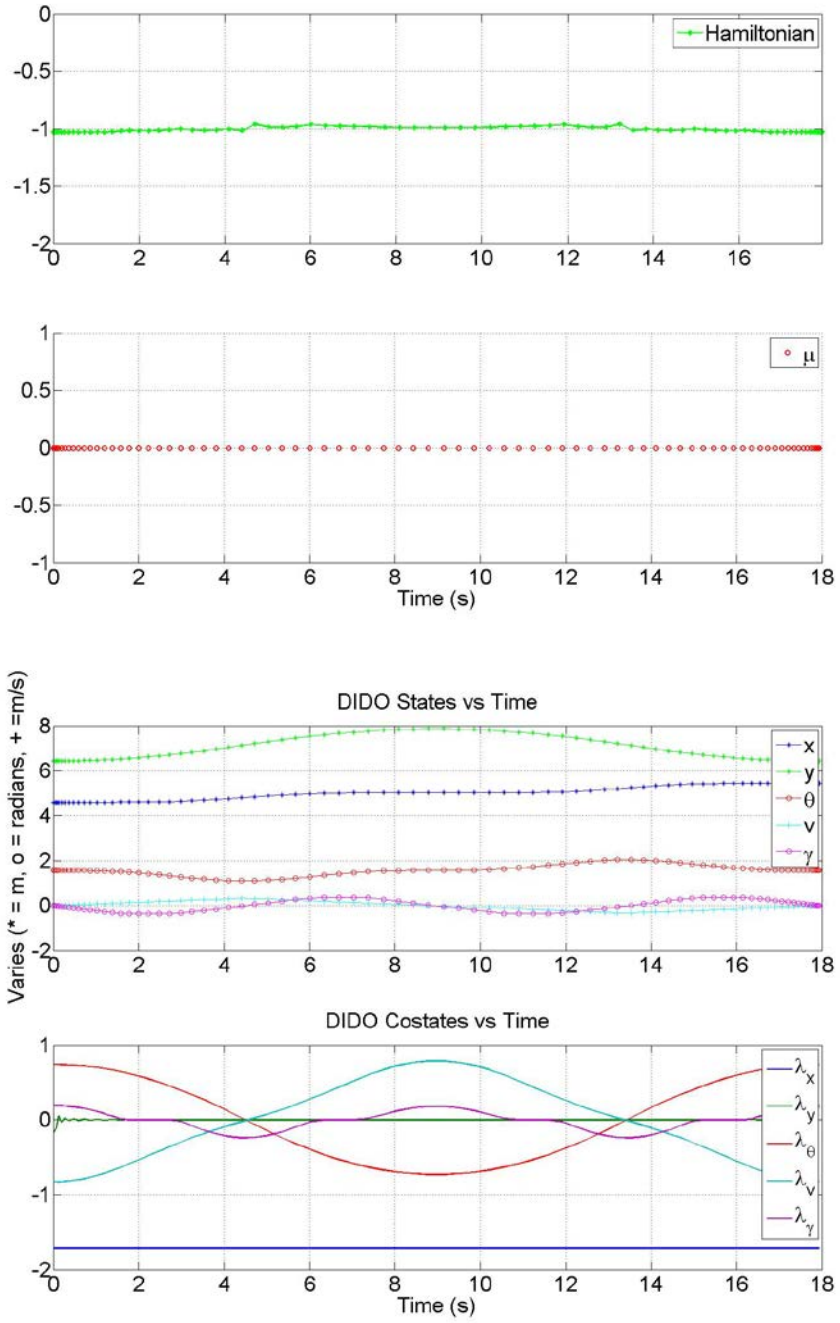 0
Hamiltonian
-0.5
-1
-1.5
-2
0 2 4 6 8 10 12 14 16
1
μ
0.5
0
-0.5
-1
0 2 4 6 8 10 12 14 16 18
Time (s)
Varies (* = m, o = radians, + =m/s)
DIDO States vs Time
8
x
6
y
4
θ
2
v
0
γ
-2
0 2 4 6 8 10 12 14 16 18
DIDO Costates vs Time
1
λx
λy
0
λθ
-1
λv
λγ
-2
0 2 4 6 8 10 12 14 16 18
Time (s)